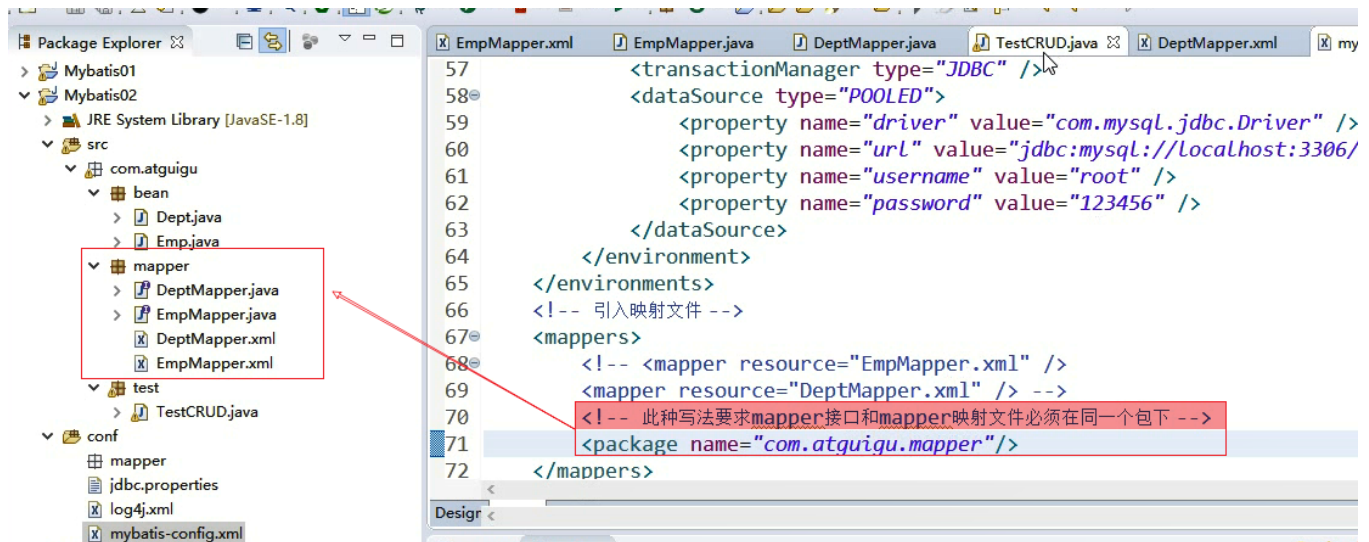 Package Explorer
Mybatis01
Mybatis02
JRE System Library [JavaSE-1.8]
src
com.atguigu
bean
Dept.java
Emp.java
mapper
DeptMapper.java
EmpMapper.java
DeptMapper.xml
EmpMapper.xml
test
TestCRUD.java
conf
mapper
jdbc.properties
log4j.xml
mybatis-config.xml
EmpMapper.xml EmpMapper.java DeptMapper.java TestCRUD.java DeptMapper.xml my
57 <transactionManager type="JDBC" />
58 <dataSource type="POOLED">
59 <property name="driver" value="com.mysql.jdbc.Driver" />
60 <property name="url" value="jdbc:mysql://localhost:3306/
61 <property name="username" value="root" />
62 <property name="password" value="123456" />
63 </dataSource>
64 </environment>
65 </environments>
66 <!-- 引入映射文件 -->
67 <mappers>
68 <!-- <mapper resource="EmpMapper.xml" />
69 <mapper resource="DeptMapper.xml" /> -->
70 <!-- 此种写法要求mapper接口和mapper映射文件必须在同一个包下 -->
71 <package name="com.atguigu.mapper"/>
72 </mappers>
Design